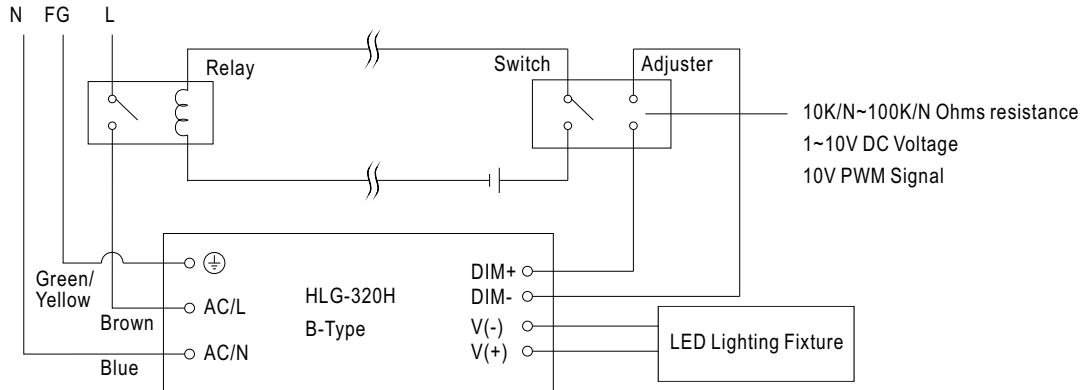 N FG L
Relay
Switch
Adjuster
10K/N~100K/N Ohms resistance
1~10V DC Voltage
10V PWM Signal
Green/
Yellow
Brown
Blue
AC/L
AC/N
HLG-320H
B-Type
DIM+
DIM-
V(-)
V(+)
LED Lighting Fixture